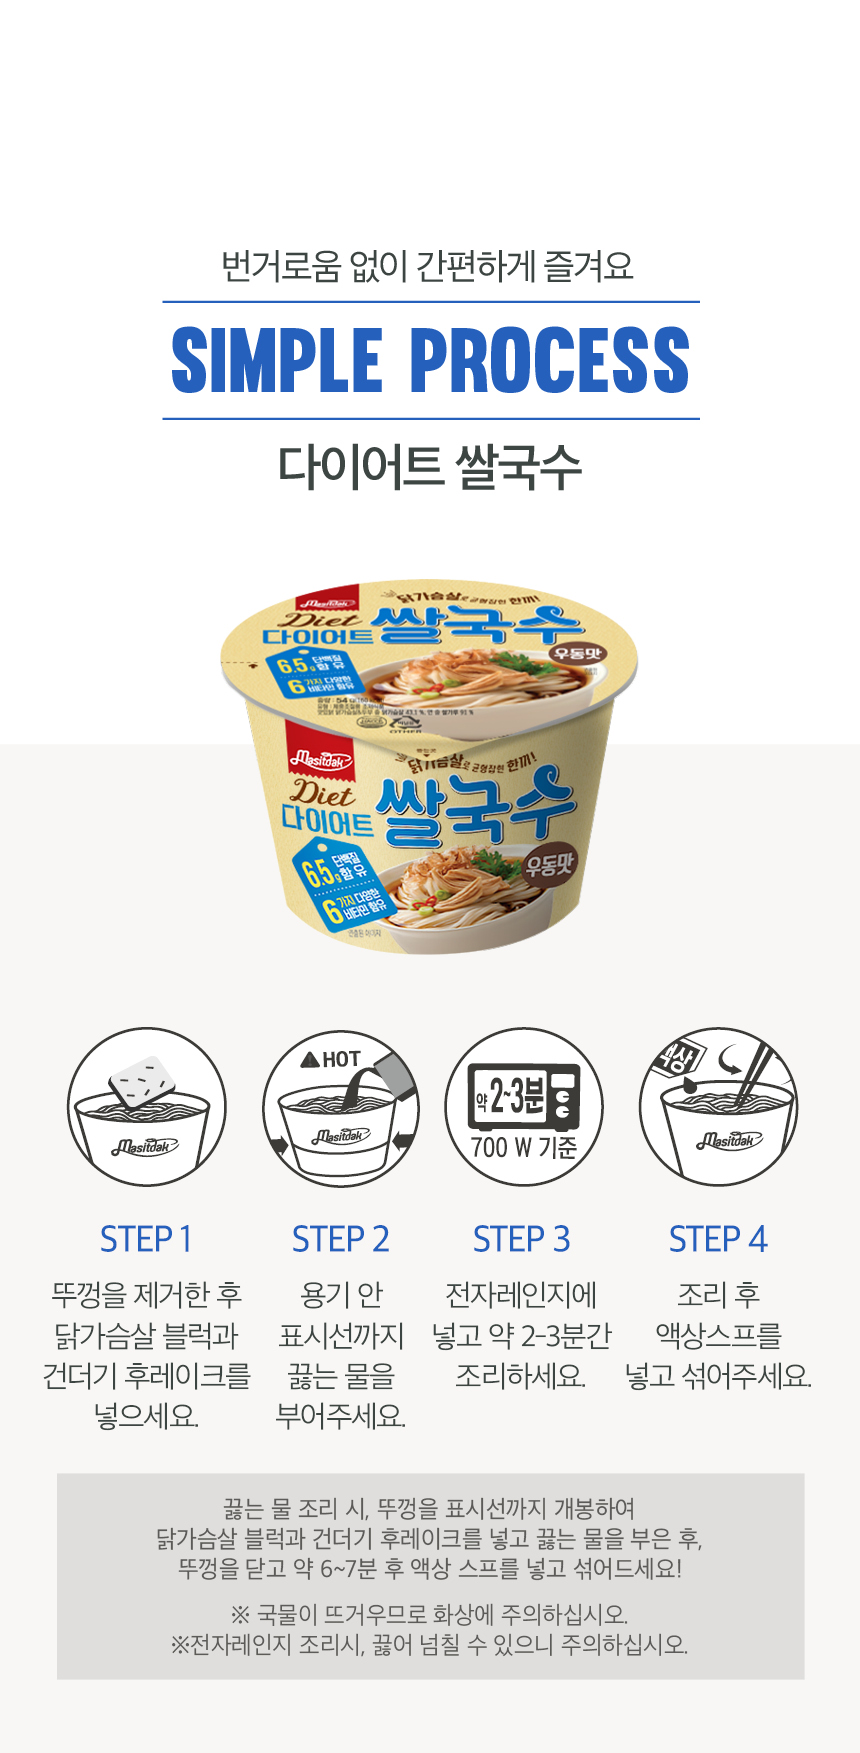 번거로움 없이 간편하게 즐겨요
SIMPLE PROCESS
다이어트 쌀국수
Masitdak
닭가슴살로 균형잡힌 한끼!
Diet
다이어트 쌀국수
우동맛
6.5g 단백질 함유
6가지 다양한 비타민 함유
Masitdak
닭가슴살로 균형잡힌 한끼!
Diet
다이어트 쌀국수
우동맛
6.5g 단백질 함유
6가지 다양한 비타민 함유
Masitdak
HOT
Masitdak
약 2~3분
700 W 기준
액상
Masitdak
STEP 1
뚜껑을 제거한 후
닭가슴살 블럭과
건더기 후레이크를
넣으세요.
STEP 2
용기 안
표시선까지
끓는 물을
부어주세요.
STEP 3
전자레인지에
넣고 약 2-3분간
조리하세요.
STEP 4
조리 후
액상스프를
넣고 섞어주세요.
끓는 물 조리 시, 뚜껑을 표시선까지 개봉하여
닭가슴살 블럭과 건더기 후레이크를 넣고 끓는 물을 부은 후,
뚜껑을 닫고 약 6~7분 후 액상 스프를 넣고 섞어드세요!
※ 국물이 뜨거우므로 화상에 주의하십시오.
※전자레인지 조리시, 끓어 넘칠 수 있으니 주의하십시오.